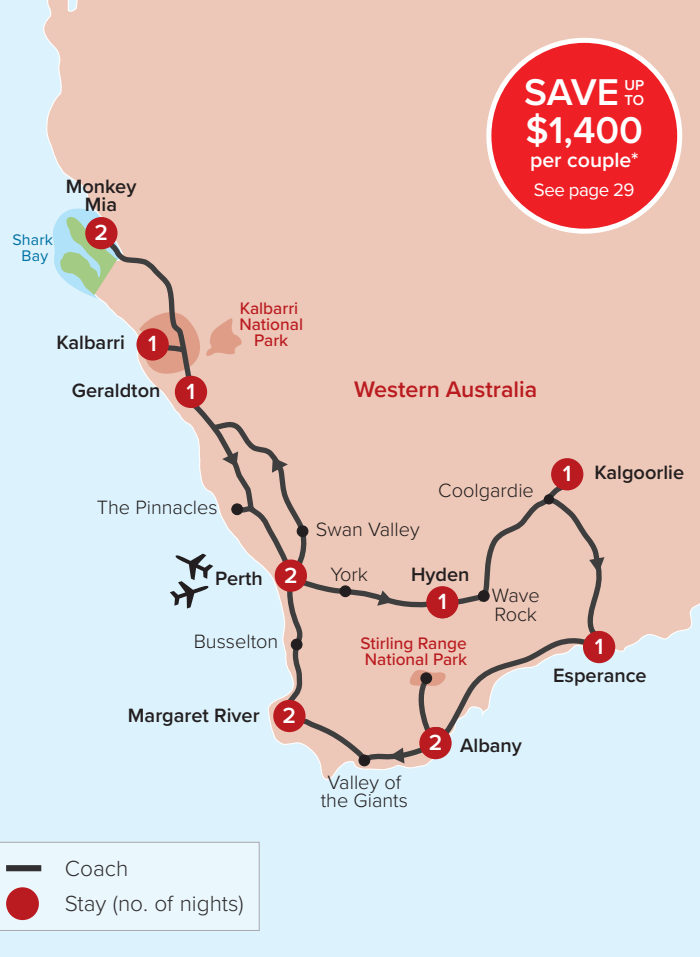 SAVE UP TO
$1,400
per couple*
See page 29
Monkey
Mia
2
Shark
Bay
Kalbarri
National
Park
Kalbarri
1
Geraldton
1
Western Australia
1
Kalgoorlie
Coolgardie
The Pinnacles
Swan Valley
Perth
2
York
Hyden
1
Wave
Rock
Busselton
Stirling Range
National Park
1
Esperance
Margaret River
2
2
Albany
Valley of
the Giants
Coach
Stay (no. of nights)